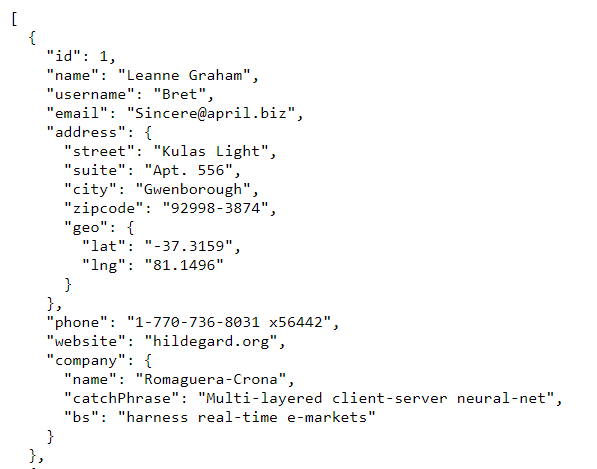 [
  {
    "id": 1,
    "name": "Leanne Graham",
    "username": "Bret",
    "email": "Sincere@april.biz",
    "address": {
      "street": "Kulas Light",
      "suite": "Apt. 556",
      "city": "Gwenborough",
      "zipcode": "92998-3874",
      "geo": {
        "lat": "-37.3159",
        "lng": "81.1496"
      }
    },
    "phone": "1-770-736-8031 x56442",
    "website": "hildegard.org",
    "company": {
      "name": "Romaguera-Crona",
      "catchPhrase": "Multi-layered client-server neural-net",
      "bs": "harness real-time e-markets"
    }
  },